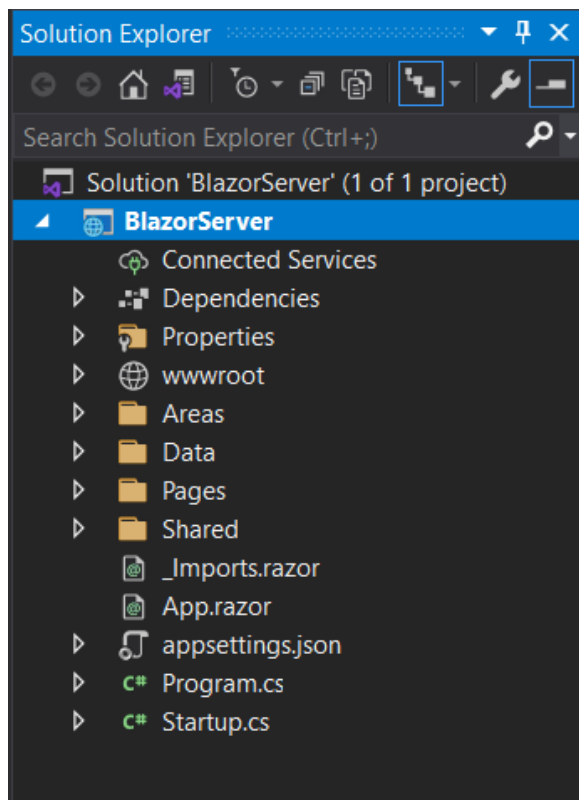 Solution Explorer
Search Solution Explorer (Ctrl+;)
Solution 'BlazorServer' (1 of 1 project)
BlazorServer
Connected Services
Dependencies
Properties
wwwroot
Areas
Data
Pages
Shared
_Imports.razor
App.razor
appsettings.json
C# Program.cs
C# Startup.cs